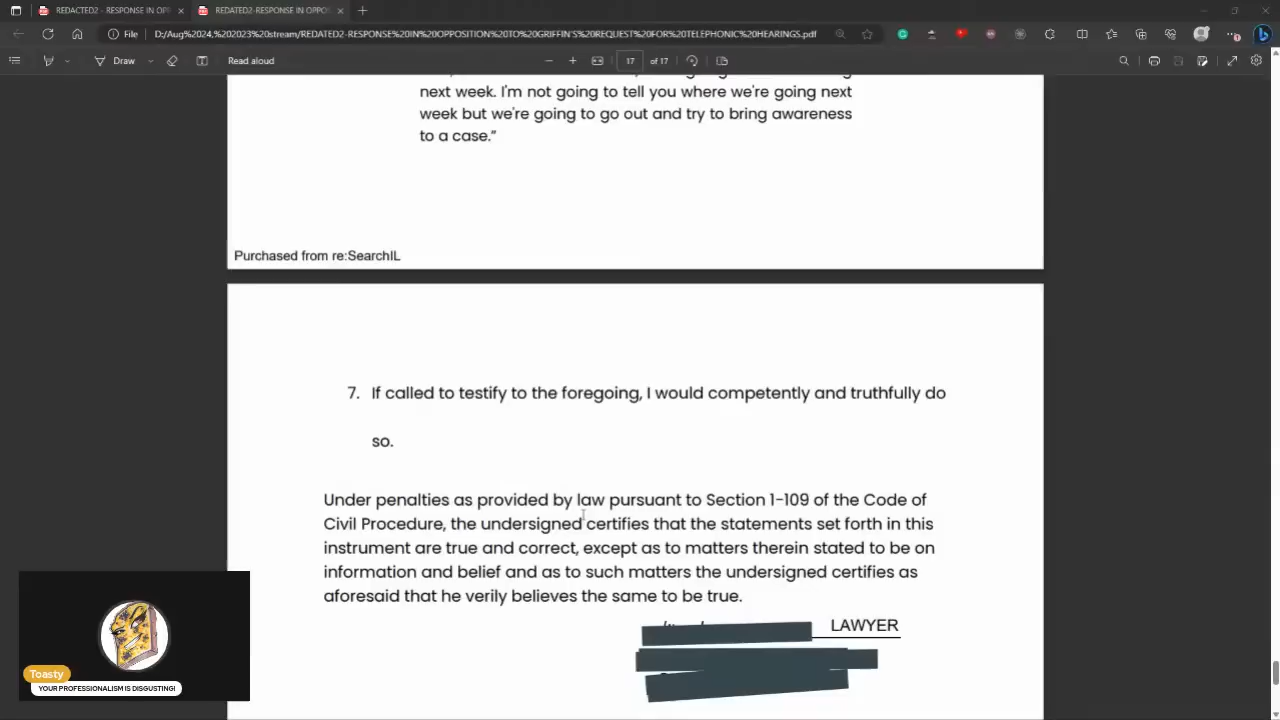 REDACTED2 - RESPONSE IN OPP
REDATED2-RESPONSE IN OPPOS
File
D:/Aug%2024,%202023%20stream/REDATED2-RESPONSE%20IN%20OPPOSITION%20TO%20GRIFFIN'S%20REQUEST%20FOR%20TELEPHONIC%20HEARINGS.pdf
Draw
Read aloud
17
of 17
next week. I'm not going to tell you where we're going next
week but we're going to go out and try to bring awareness
to a case."
Purchased from re:SearchIL
7. If called to testify to the foregoing, I would competently and truthfully do
so.
Under penalties as provided by law pursuant to Section 1-109 of the Code of
Civil Procedure, the undersigned certifies that the statements set forth in this
instrument are true and correct, except as to matters therein stated to be on
information and belief and as to such matters the undersigned certifies as
aforesaid that he verily believes the same to be true.
LAWYER
Toasty
YOUR PROFESSIONALISM IS DISGUSTING!